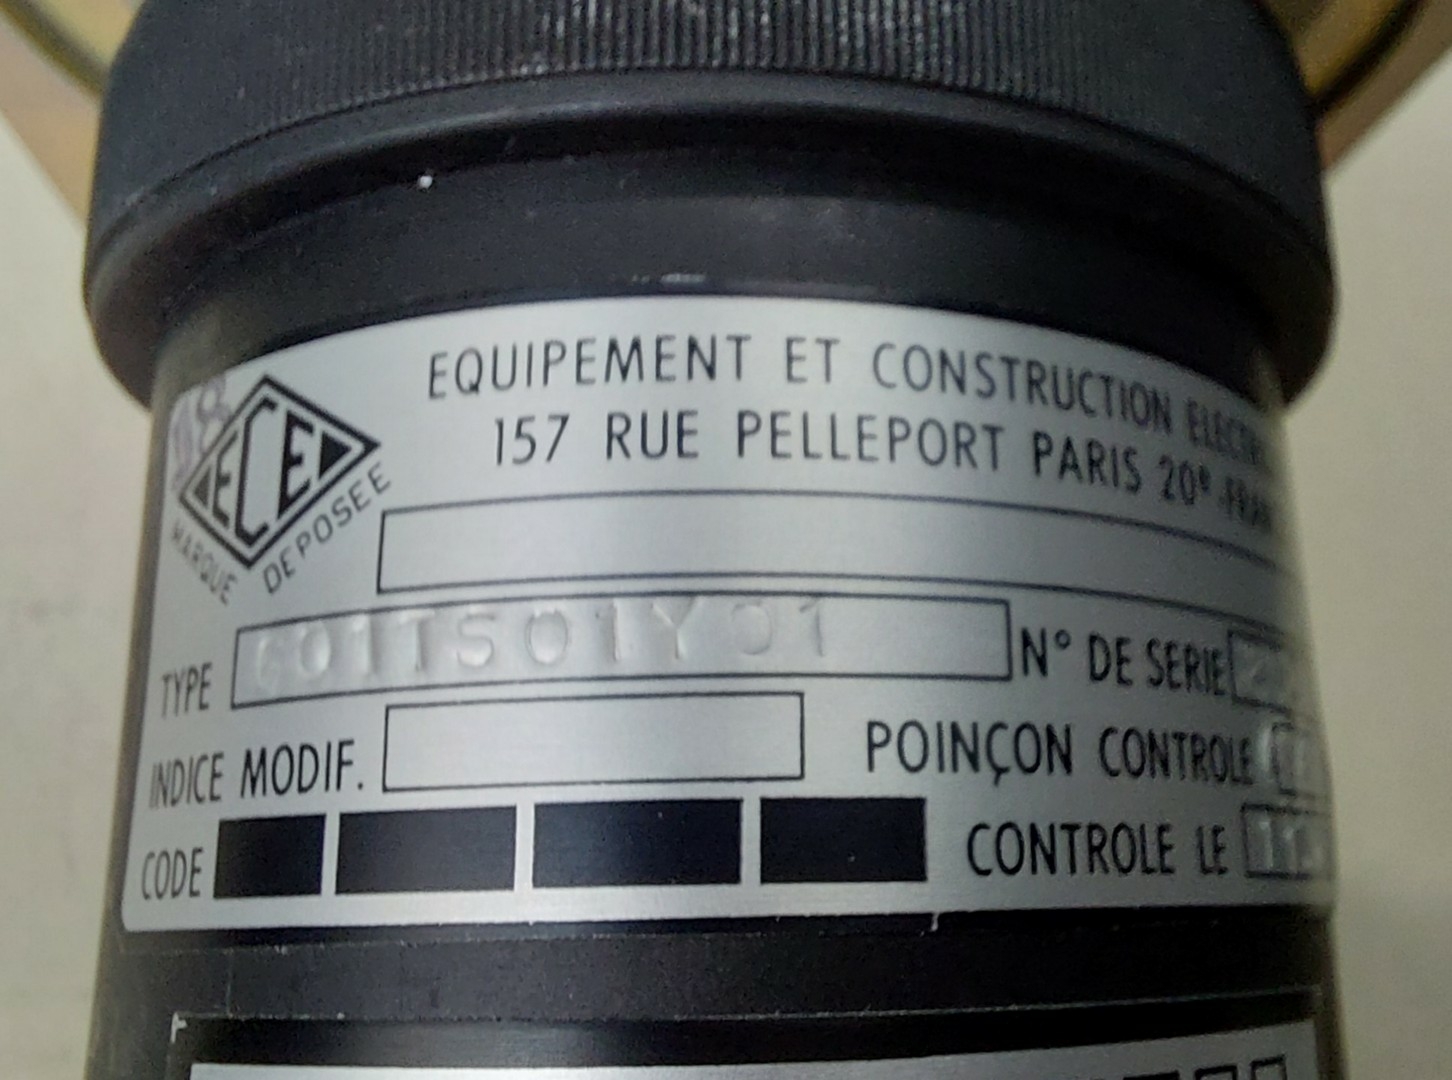 ECE
MARQUE DEPOSEE
EQUIPEMENT ET CONSTRUCTION
157 RUE PELLEPORT PARIS 20e
TYPE 601TS01Y01 N° DE SERIE
INDICE MODIF. POINÇON CONTROLE
CODE CONTROLE LE